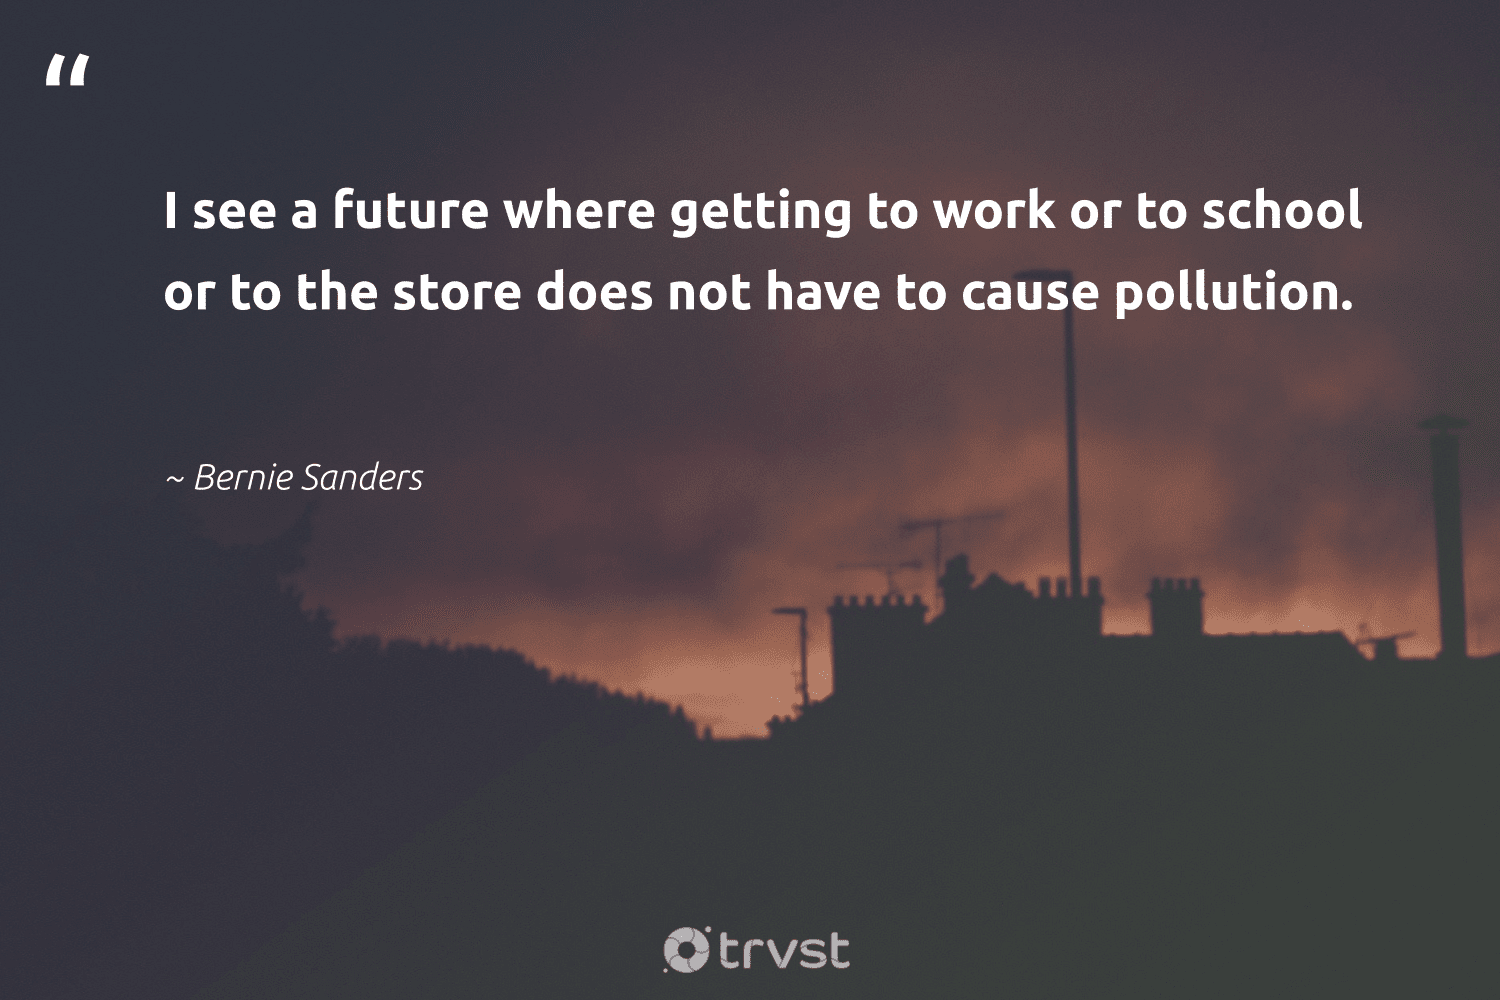 “
I see a future where getting to work or to school
or to the store does not have to cause pollution.
~ Bernie Sanders
trvst